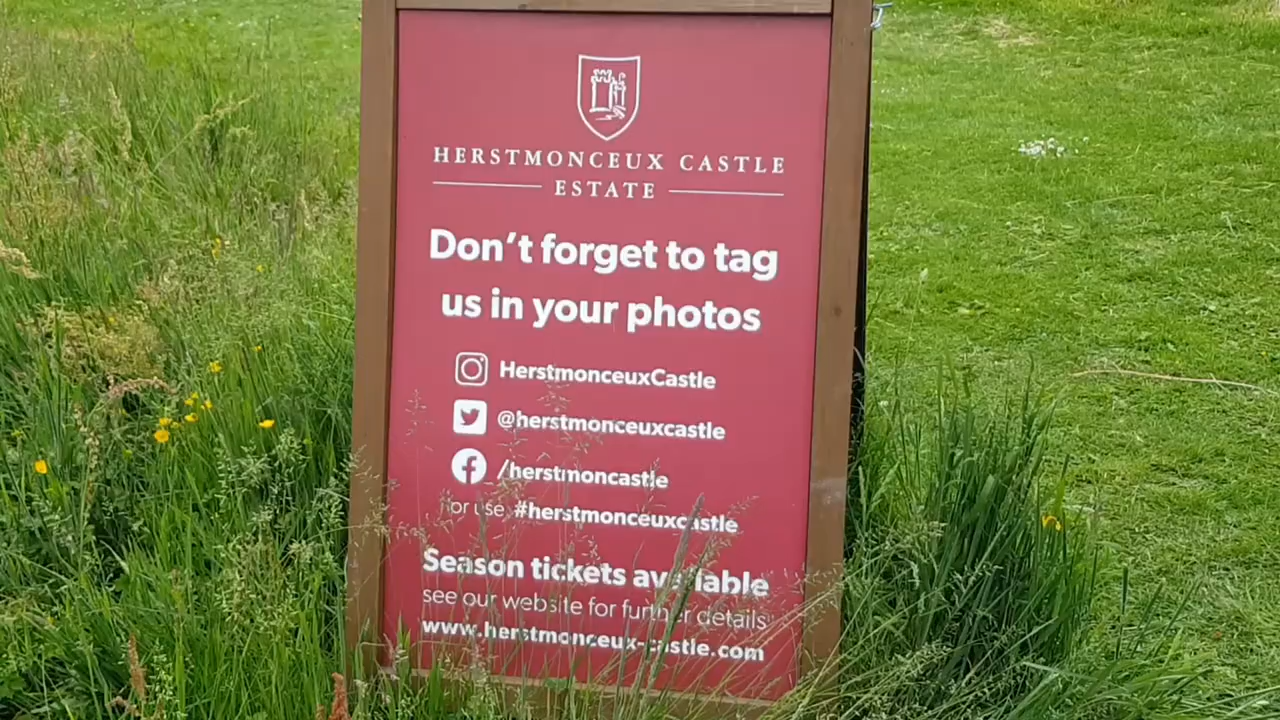 HERSTMONCEUX CASTLE
ESTATE
Don't forget to tag
us in your photos
HerstmonceuxCastle
@herstmonceuxcastle
/herstmoncastle
or use #herstmonceuxcastle
Season tickets available
see our website for further details
www.herstmonceux-castle.com